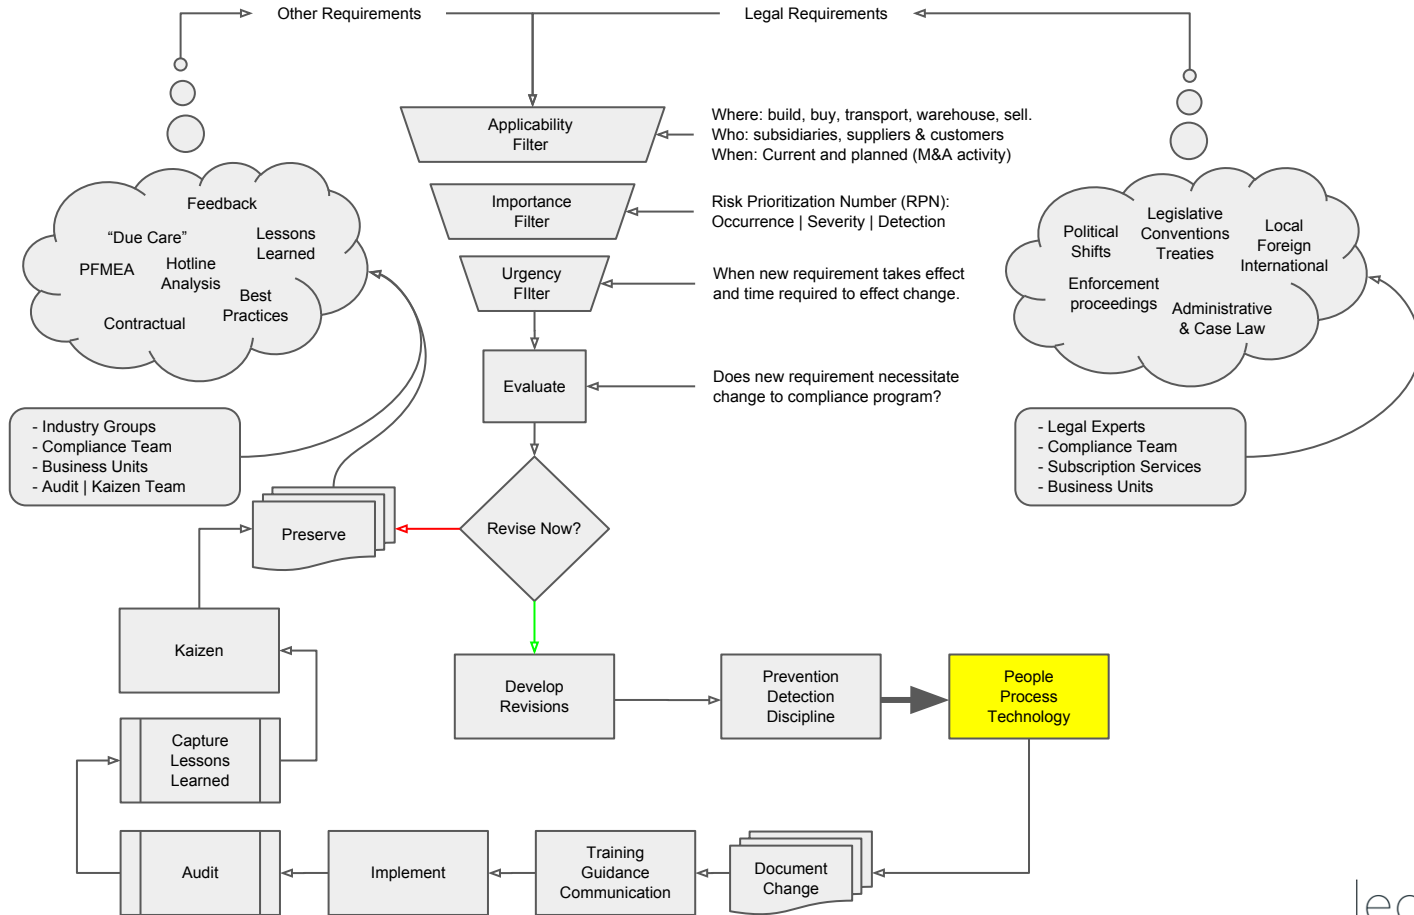 Other Requirements
Legal Requirements
Applicability
Filter
Where: build, buy, transport, warehouse, sell.
Who: subsidiaries, suppliers & customers
When: Current and planned (M&A activity)
Importance
Filter
Risk Prioritization Number (RPN):
Occurrence | Severity | Detection
Urgency
FIlter
When new requirement takes effect
and time required to effect change.
Evaluate
Does new requirement necessitate
change to compliance program?
Feedback
“Due Care”
Lessons
Learned
PFMEA
Hotline
Analysis
Best
Practices
Contractual
Political
Shifts
Legislative
Conventions
Treaties
Local
Foreign
International
Enforcement
proceedings
Administrative
& Case Law
- Industry Groups
- Compliance Team
- Business Units
- Audit | Kaizen Team
- Legal Experts
- Compliance Team
- Subscription Services
- Business Units
Revise Now?
Preserve
Kaizen
Develop
Revisions
Prevention
Detection
Discipline
People
Process
Technology
Capture
Lessons
Learned
Audit
Implement
Training
Guidance
Communication
Document
Change